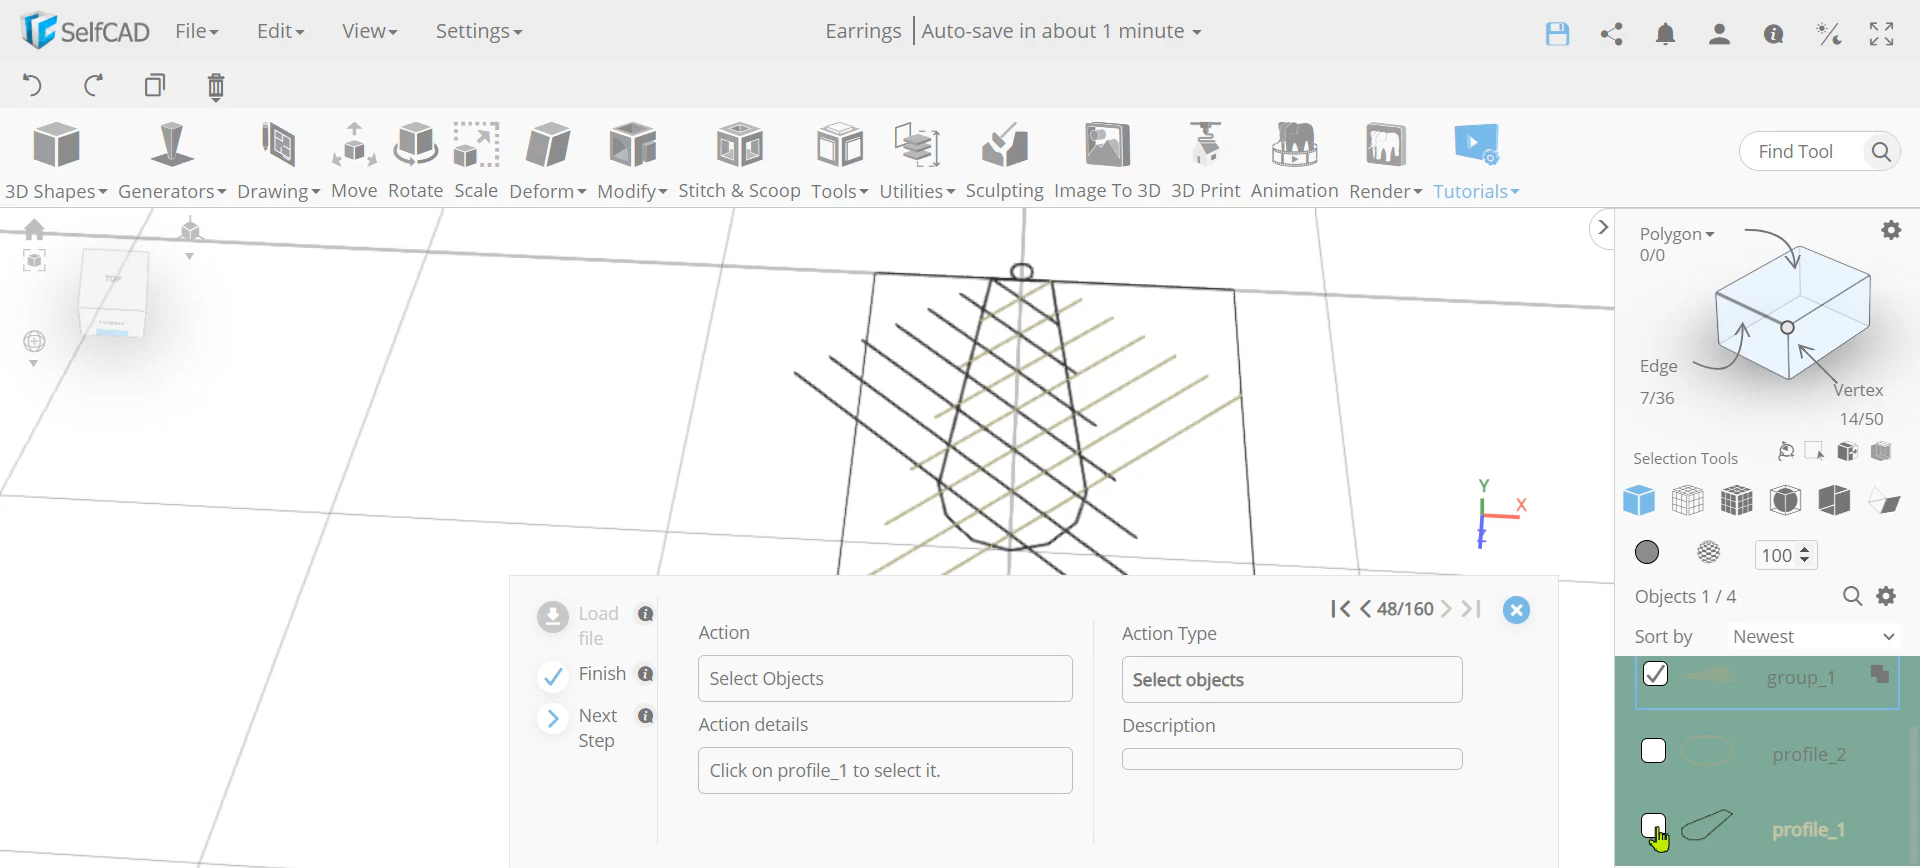 SelfCAD File Edit View Settings Earrings Auto-save in about 1 minute
3D Shapes Generators Drawing Move Rotate Scale Deform Modify Stitch & Scoop Tools Utilities Sculpting Image To 3D 3D Print Animation Render Tutorials
Find Tool
TOP
Polygon
0/0
Edge
7/36
Vertex
14/50
Selection Tools
Y
X
Z
100
Objects 1 / 4
Sort by Newest
group_1
profile_2
profile_1
Load
file
Finish
Next
Step
Action
Select Objects
Action details
Click on profile_1 to select it.
48/160
Action Type
Select objects
Description